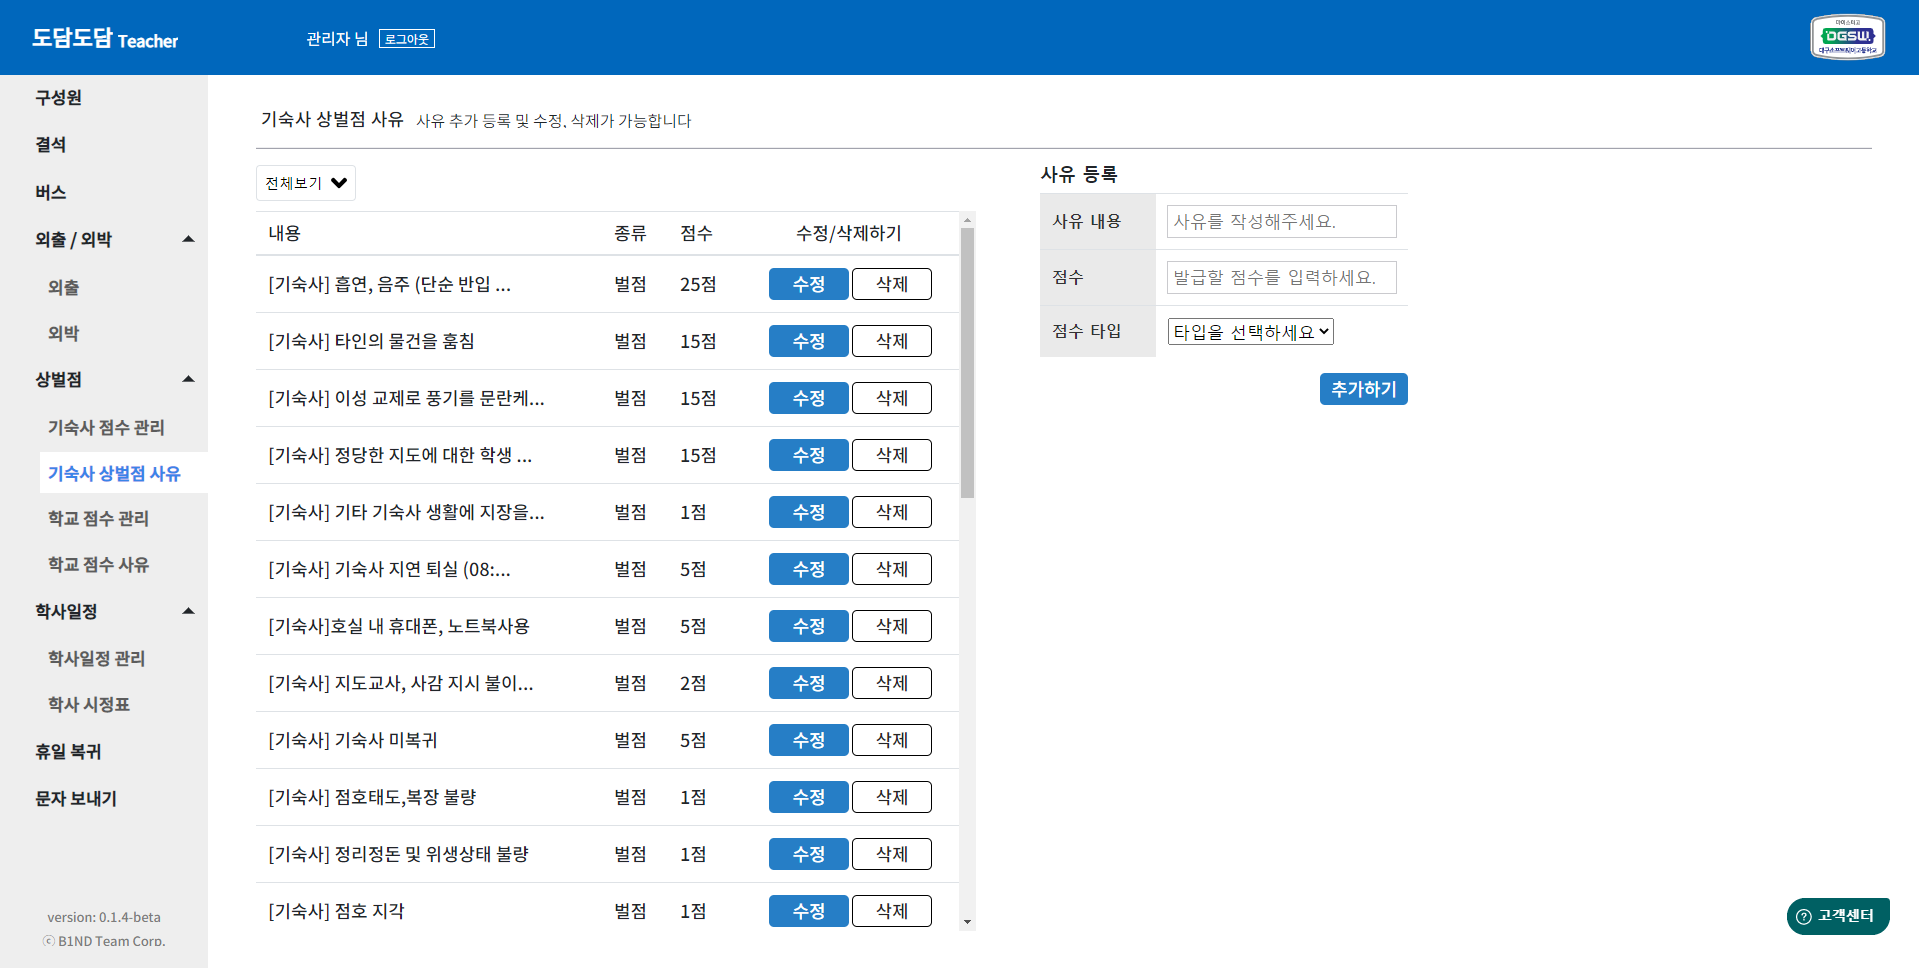 도담도담 Teacher
관리자 님 로그아웃
마이스터고
DGSW
대구소프트웨어고등학교
구성원
결석
버스
외출 / 외박
외출
외박
상벌점
기숙사 점수 관리
기숙사 상벌점 사유
학교 점수 관리
학교 점수 사유
학사일정
학사일정 관리
학사 시정표
휴일 복귀
문자 보내기
version: 0.1.4-beta
ⓒ B1ND Team Corp.
기숙사 상벌점 사유 사유 추가 등록 및 수정, 삭제가 가능합니다
전체보기
내용 종류 점수 수정/삭제하기
[기숙사] 흡연, 음주 (단순 반입 ... 벌점 25점 수정 삭제
[기숙사] 타인의 물건을 훔침 벌점 15점 수정 삭제
[기숙사] 이성 교제로 풍기를 문란케... 벌점 15점 수정 삭제
[기숙사] 정당한 지도에 대한 학생 ... 벌점 15점 수정 삭제
[기숙사] 기타 기숙사 생활에 지장을... 벌점 1점 수정 삭제
[기숙사] 기숙사 지연 퇴실 (08:... 벌점 5점 수정 삭제
[기숙사]호실 내 휴대폰, 노트북사용 벌점 5점 수정 삭제
[기숙사] 지도교사, 사감 지시 불이... 벌점 2점 수정 삭제
[기숙사] 기숙사 미복귀 벌점 5점 수정 삭제
[기숙사] 점호태도,복장 불량 벌점 1점 수정 삭제
[기숙사] 정리정돈 및 위생상태 불량 벌점 1점 수정 삭제
[기숙사] 점호 지각 벌점 1점 수정 삭제
사유 등록
사유 내용 사유를 작성해주세요.
점수 발급할 점수를 입력하세요.
점수 타입 타입을 선택하세요
추가하기
고객센터